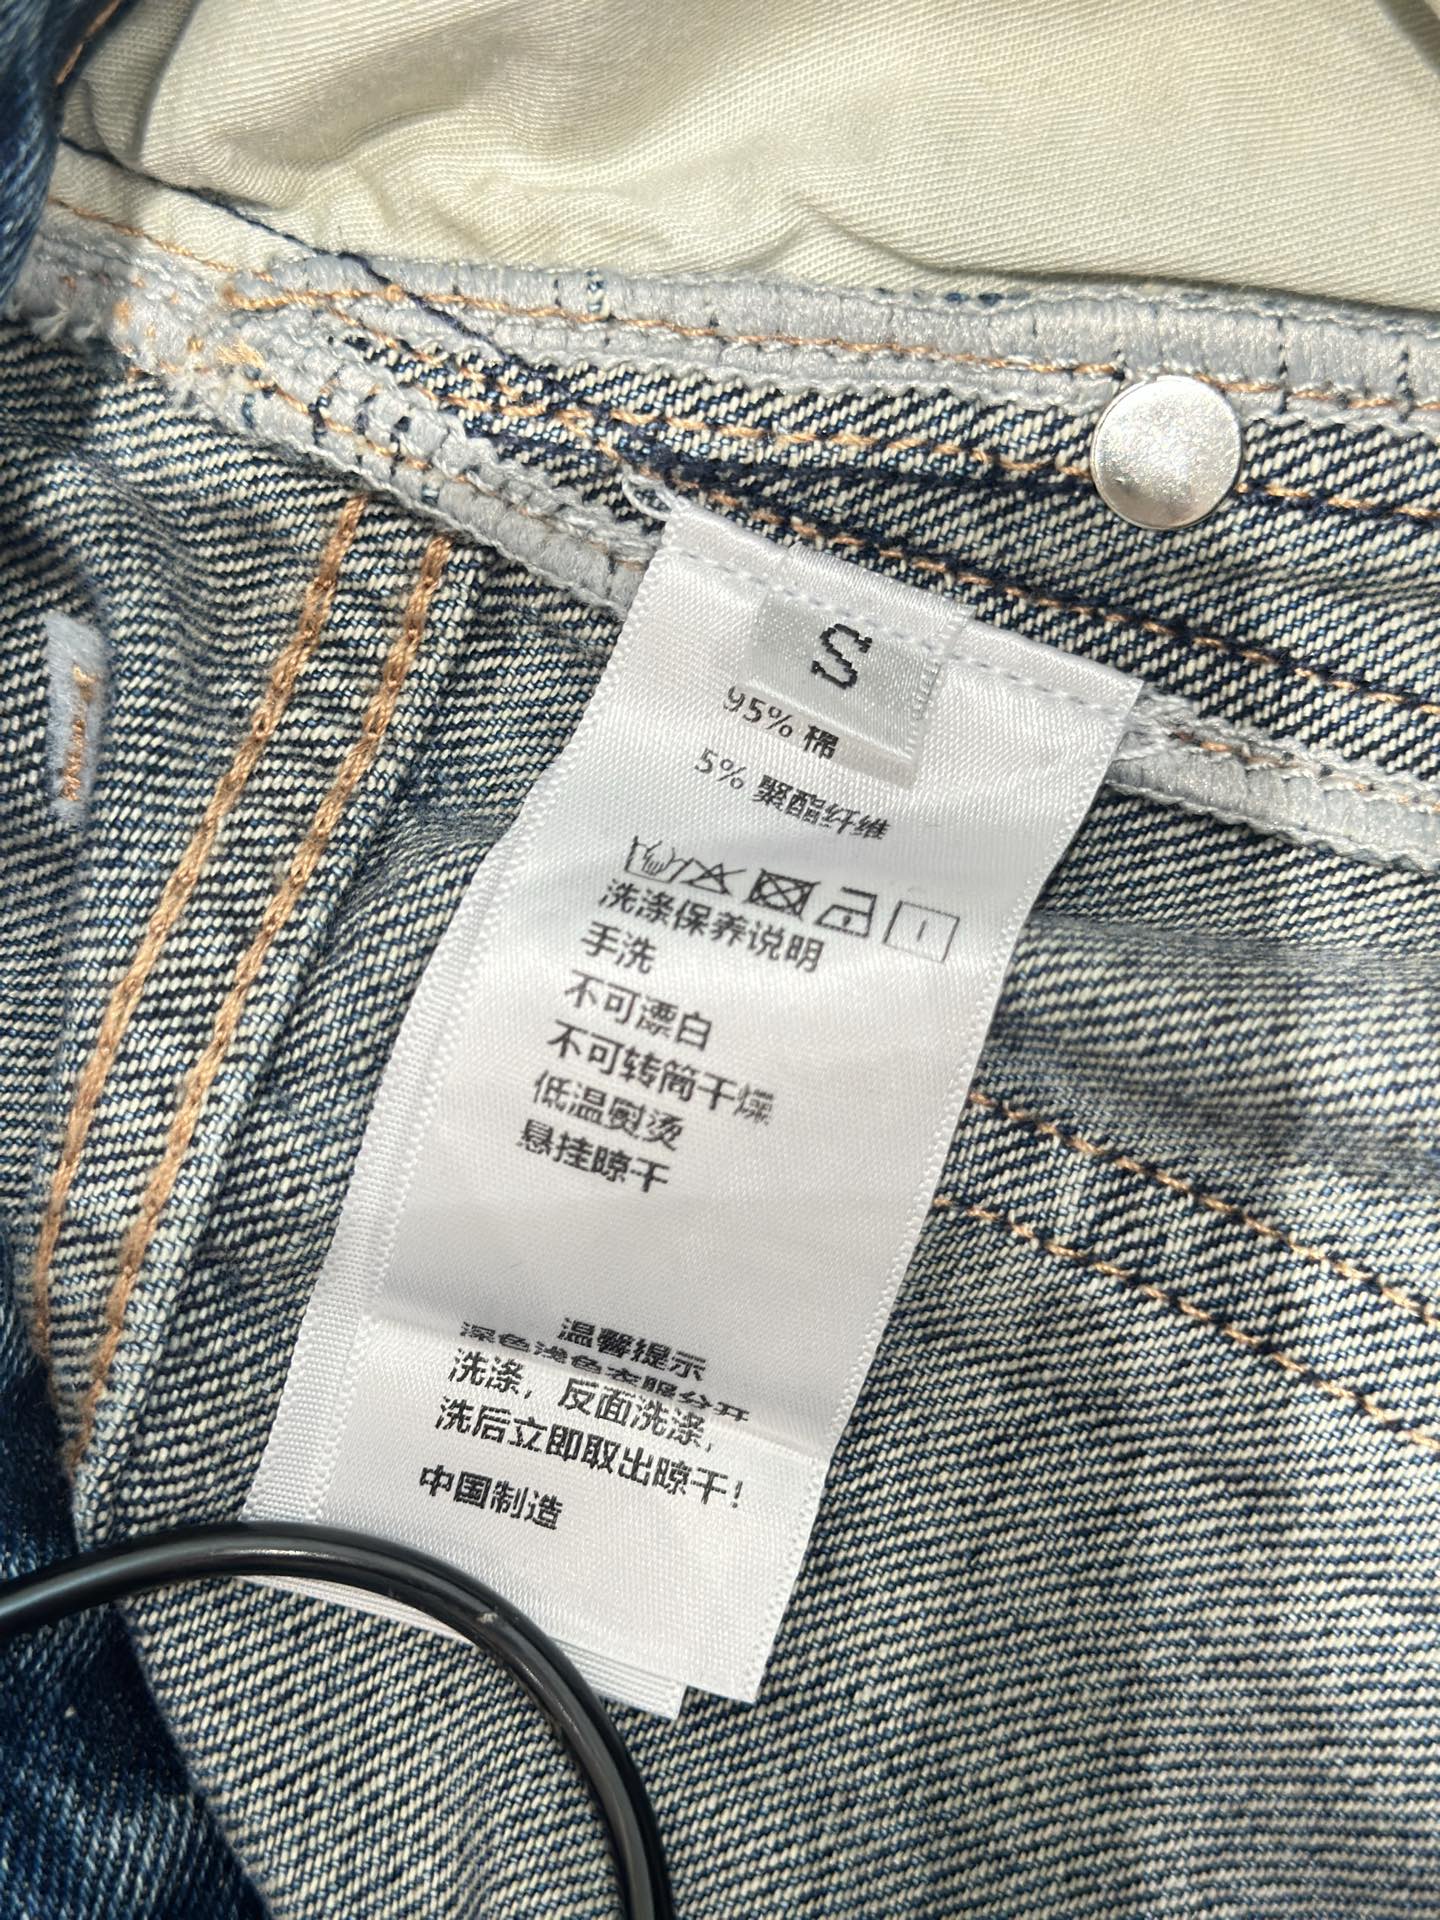 S
95% 棉
5% 聚酯纤维
洗涤保养说明
手洗
不可漂白
不可转筒干燥
低温熨烫
悬挂晾干
温馨提示
深色浅色衣服分开
洗涤，反面洗涤，
洗后立即取出晾干！
中国制造